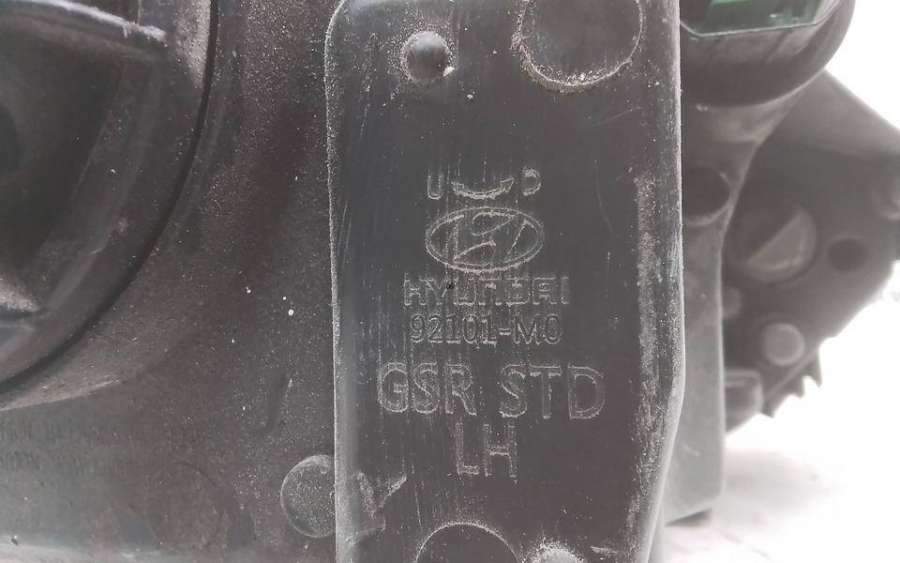 U D
HYUNDAI
92101-M0
GSR STD
LH